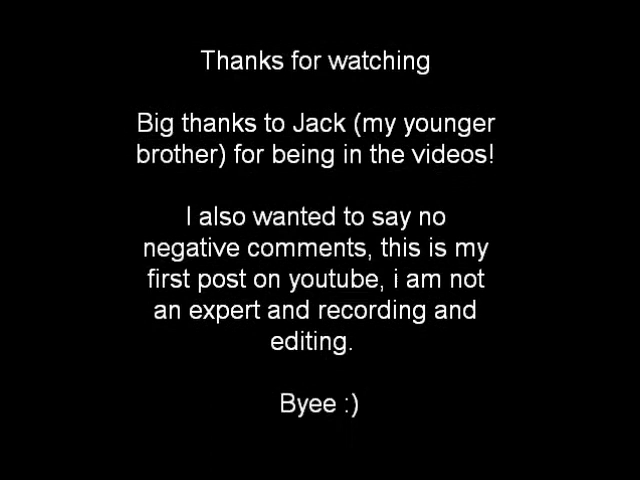 Thanks for watching
Big thanks to Jack (my younger
brother) for being in the videos!
I also wanted to say no
negative comments, this is my
first post on youtube, i am not
an expert and recording and
editing.
Byee :)